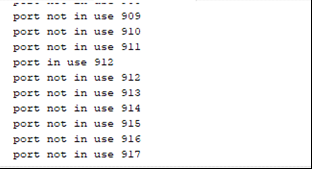 port not in use 909
port not in use 910
port not in use 911
port in use 912
port not in use 912
port not in use 913
port not in use 914
port not in use 915
port not in use 916
port not in use 917